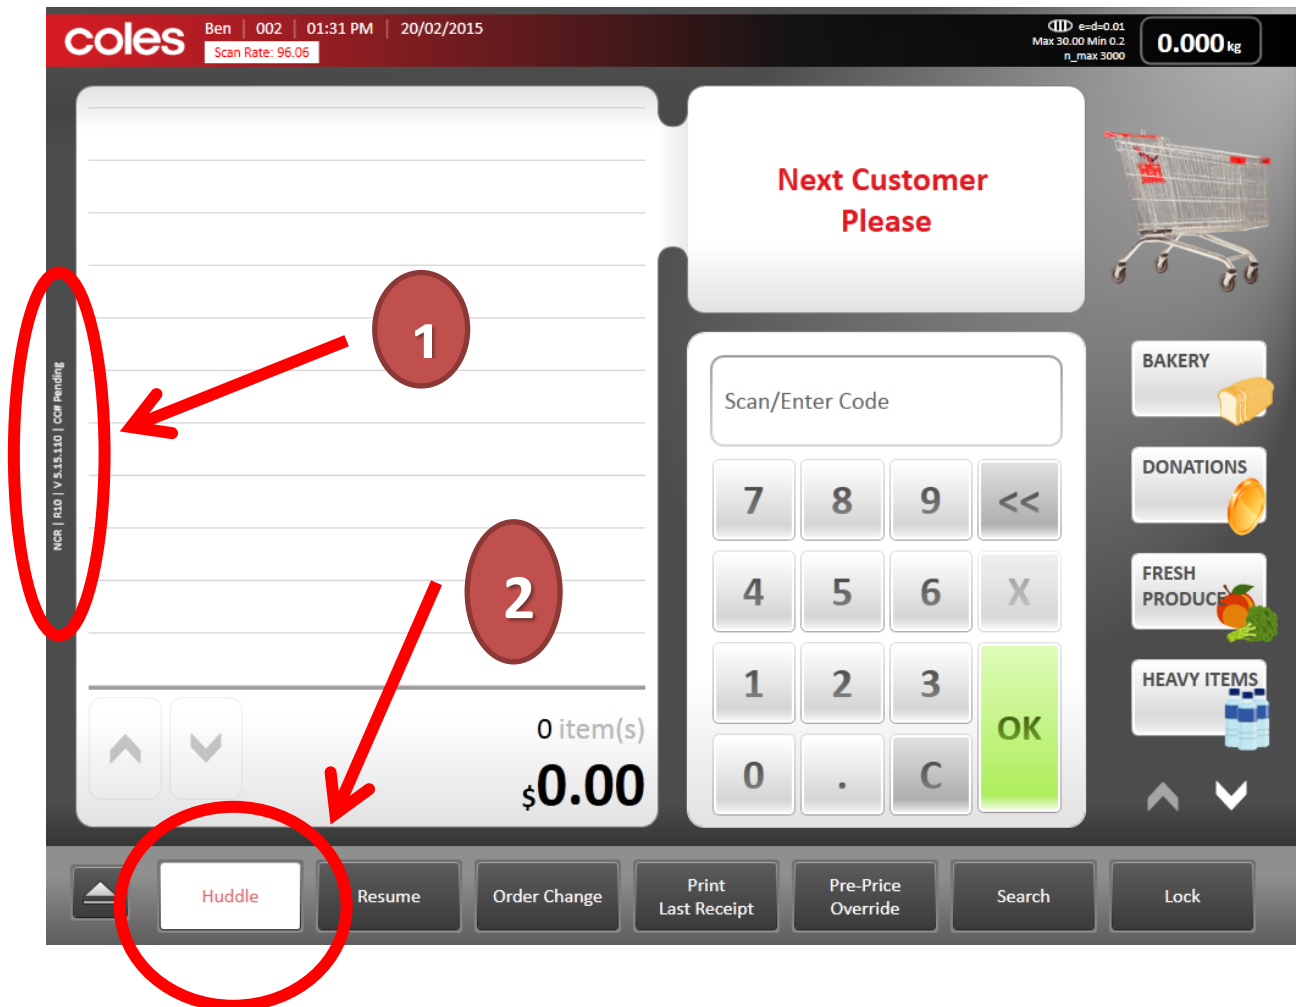 coles
Ben | 002 | 01:31 PM | 20/02/2015
Scan Rate: 96.06
e=d=0.01
Max 30.00 Min 0.2
n_max 3000
0.000 kg
Next Customer
Please
1
NCR | R10 | V 5.15.110 | CC# Pending
2
0 item(s)
$0.00
Scan/Enter Code
7 8 9 <<
4 5 6 X
1 2 3
OK
0 . C
BAKERY
DONATIONS
FRESH
PRODUCE
HEAVY ITEMS
Huddle
Resume
Order Change
Print
Last Receipt
Pre-Price
Override
Search
Lock